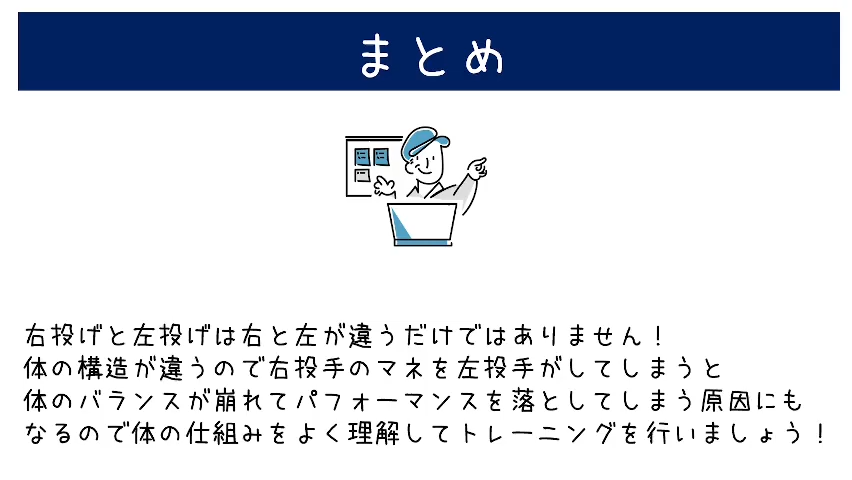 まとめ
右投げと左投げは右と左が違うだけではありません！
体の構造が違うので右投手のマネを左投手がしてしまうと
体のバランスが崩れてパフォーマンスを落としてしまう原因にも
なるので体の仕組みをよく理解してトレーニングを行いましょう！